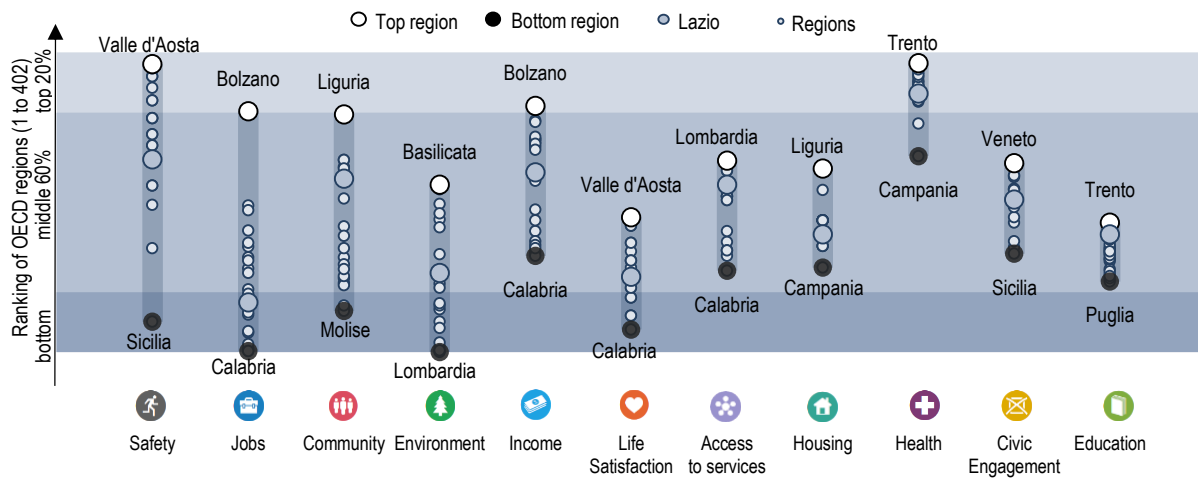 Top region
Bottom region
Lazio
Regions
Ranking of OECD regions (1 to 402)
top 20%
middle 60%
bottom
Valle d'Aosta
Sicilia
Bolzano
Calabria
Liguria
Molise
Basilicata
Lombardia
Bolzano
Calabria
Valle d'Aosta
Calabria
Lombardia
Calabria
Liguria
Campania
Trento
Campania
Veneto
Sicilia
Trento
Puglia
Safety
Jobs
Community
Environment
Income
Life
Satisfaction
Access
to services
Housing
Health
Civic
Engagement
Education